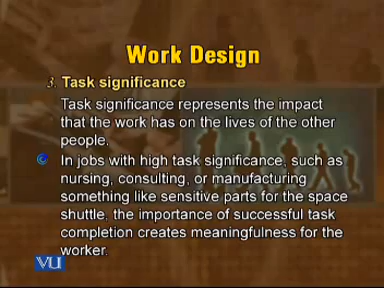 Work Design
3. Task significance
Task significance represents the impact
that the work has on the lives of the other
people.
In jobs with high task significance, such as
nursing, consulting, or manufacturing
something like sensitive parts for the space
shuttle, the importance of successful task
completion creates meaningfulness for the
worker.
VU